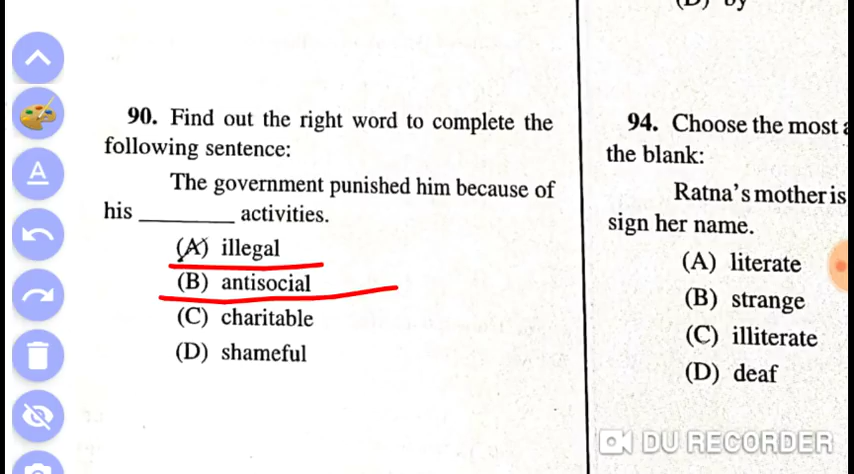 90. Find out the right word to complete the
following sentence:
The government punished him because of
his ________ activities.
(A) illegal
(B) antisocial
(C) charitable
(D) shameful
(D) by
94. Choose the most
the blank:
Ratna's mother is
sign her name.
(A) literate
(B) strange
(C) illiterate
(D) deaf
A
DU RECORDER